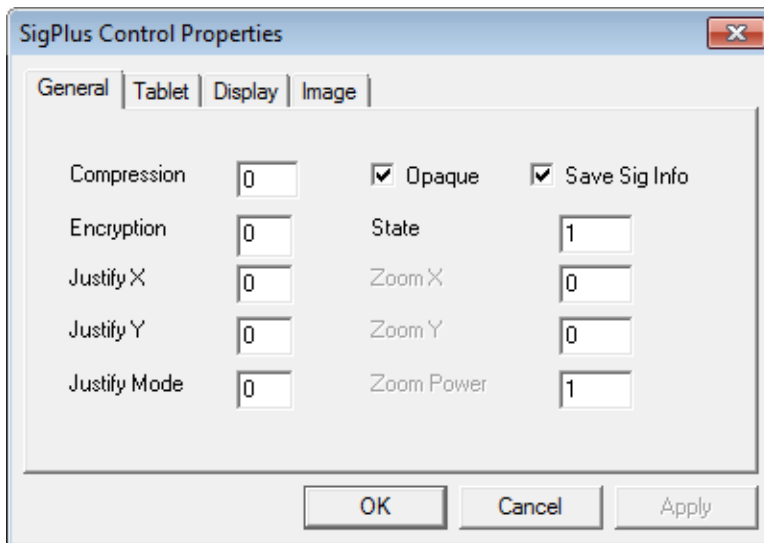 SigPlus Control Properties
General Tablet Display Image
Compression 0 Opaque Save Sig Info
Encryption 0 State 1
Justify X 0 Zoom X 0
Justify Y 0 Zoom Y 0
Justify Mode 0 Zoom Power 1
OK Cancel Apply